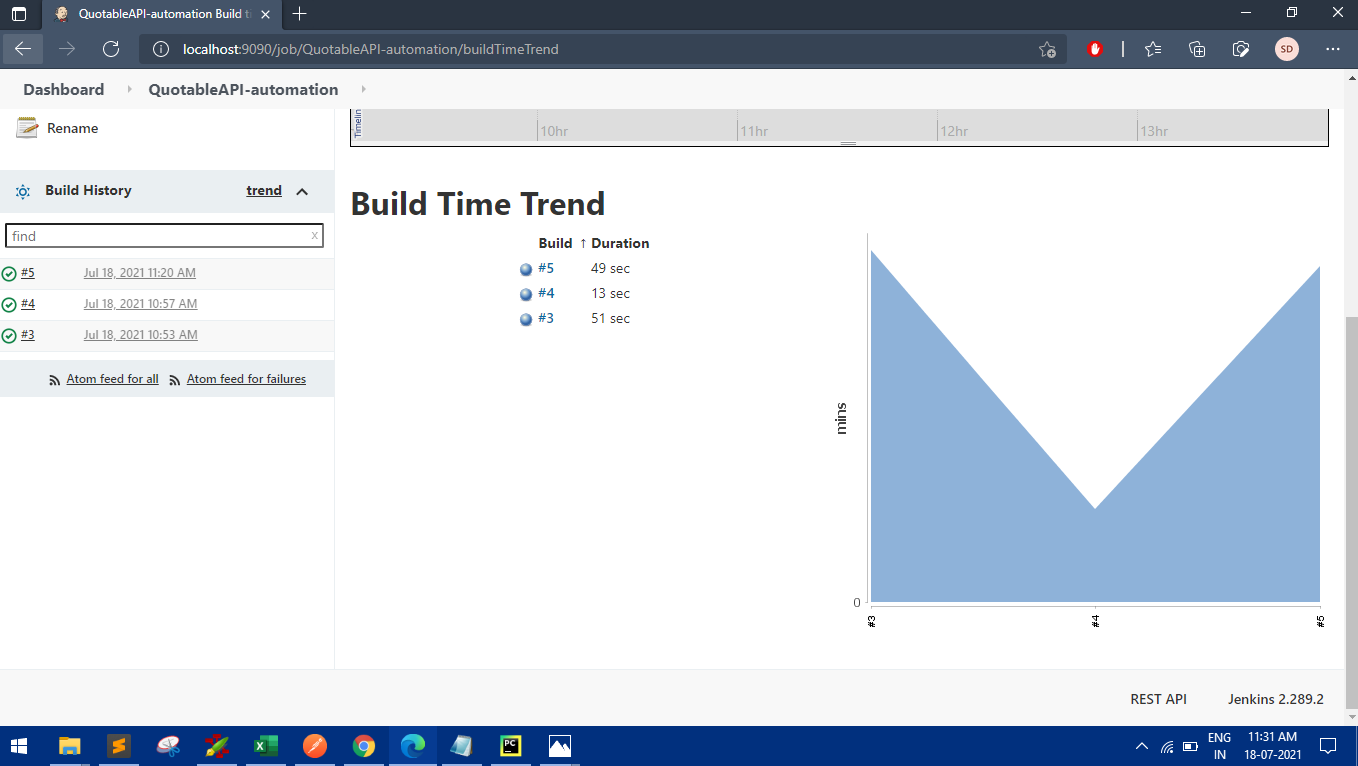 QuotableAPI-automation Build t
localhost:9090/job/QuotableAPI-automation/buildTimeTrend
SD
Dashboard
QuotableAPI-automation
Rename
Timelin
10hr
11hr
12hr
13hr
Build History
trend
find
x
#5 Jul 18, 2021 11:20 AM
#4 Jul 18, 2021 10:57 AM
#3 Jul 18, 2021 10:53 AM
Atom feed for all
Atom feed for failures
Build Time Trend
Build ↑ Duration
#5 49 sec
#4 13 sec
#3 51 sec
mins
0
#3
#4
#5
REST API
Jenkins 2.289.2
PC
ENG
IN
11:31 AM
18-07-2021